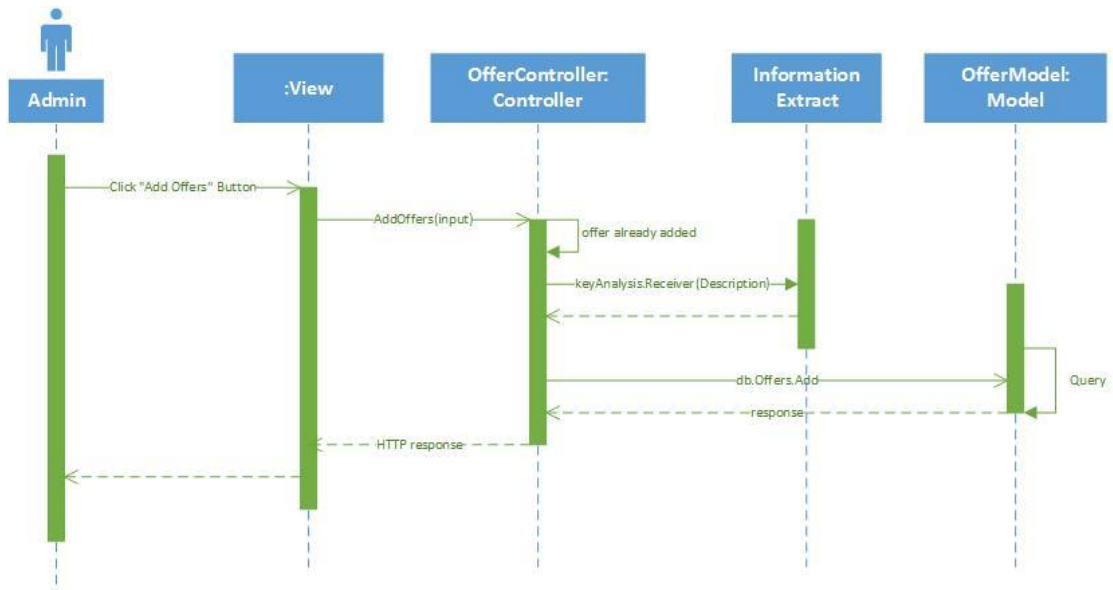 Admin
:View
OfferController:
Controller
Information
Extract
OfferModel:
Model
Click "Add Offers" Button
AddOffers(input)
offer already added
keyAnalysis.Receiver(Description)
db.Offers.Add
Query
response
HTTP response